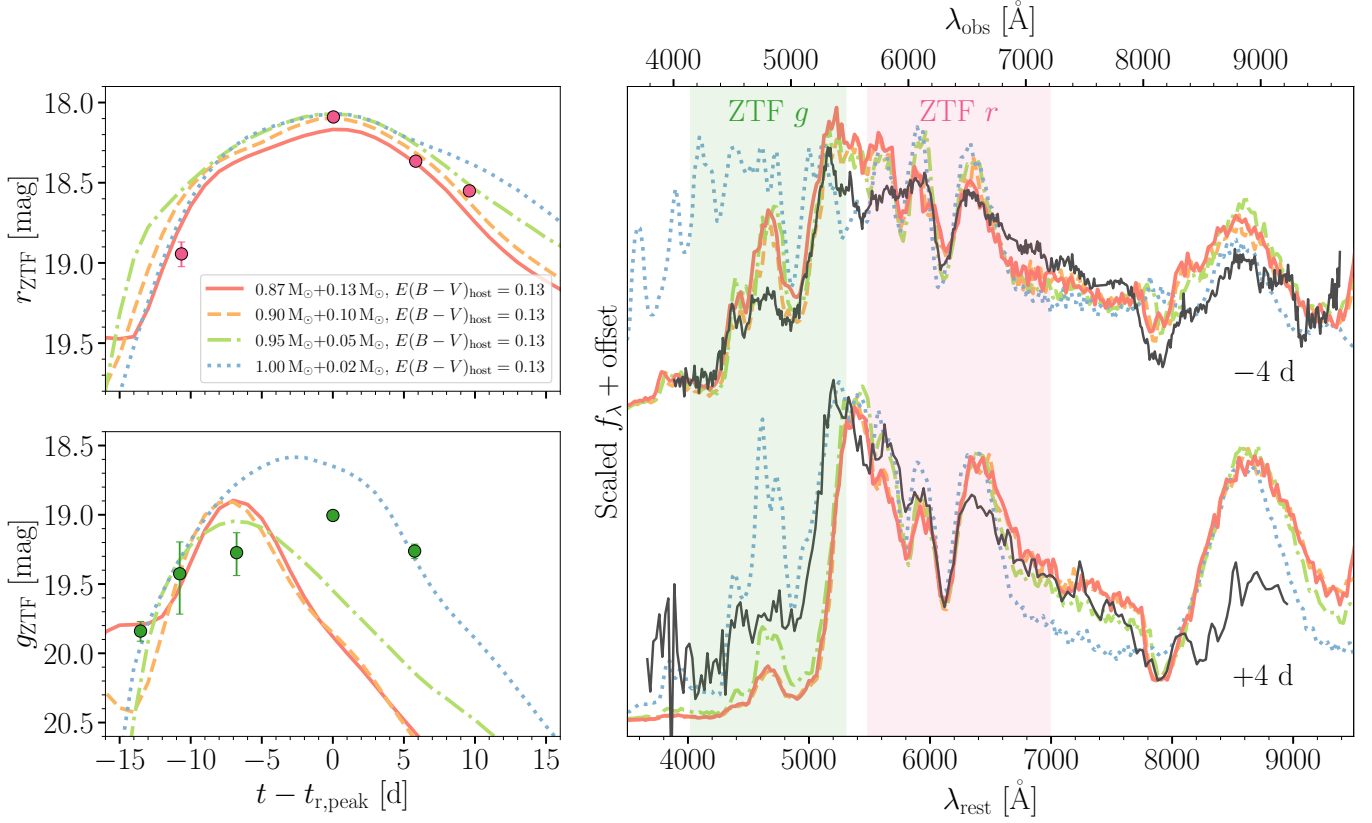 18.0
18.5
19.0
19.5
r_ZTF [mag]
0.87 M⊙+0.13 M⊙, E(B − V)host = 0.13
0.90 M⊙+0.10 M⊙, E(B − V)host = 0.13
0.95 M⊙+0.05 M⊙, E(B − V)host = 0.13
1.00 M⊙+0.02 M⊙, E(B − V)host = 0.13
18.5
19.0
19.5
20.0
20.5
g_ZTF [mag]
−15 −10 −5 0 5 10 15
t − t_r,peak [d]
λ_obs [Å]
4000 5000 6000 7000 8000 9000
ZTF g ZTF r
Scaled f_λ + offset
−4 d
+4 d
4000 5000 6000 7000 8000 9000
λ_rest [Å]